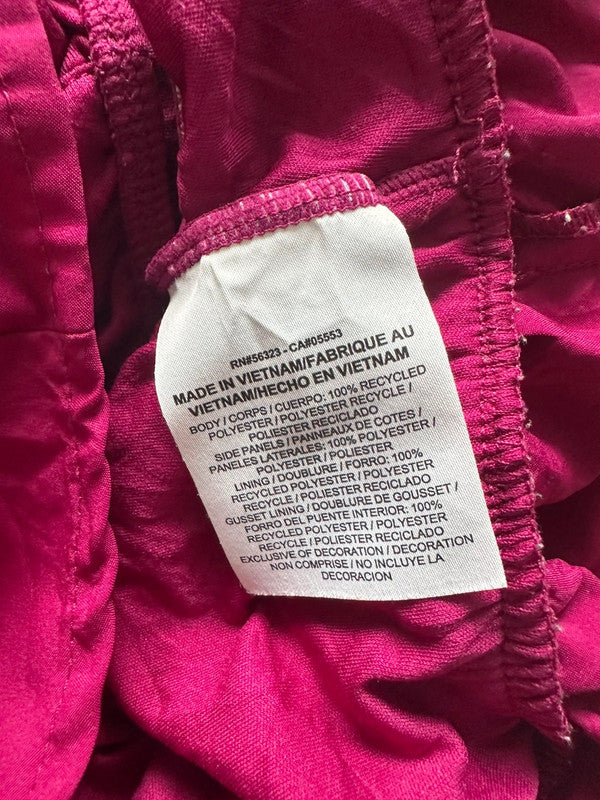 RN#56323 - CA#05553
MADE IN VIETNAM/FABRIQUE AU
VIETNAM/HECHO EN VIETNAM
BODY / CORPS / CUERPO: 100% RECYCLED
POLYESTER / POLYESTER RECYCLE /
POLIESTER RECICLADO
SIDE PANELS / PANNEAUX DE COTES /
PANELES LATERALES: 100% POLYESTER /
POLYESTER / POLIESTER
LINING / DOUBLURE / FORRO: 100%
RECYCLED POLYESTER / POLYESTER
RECYCLE / POLIESTER RECICLADO
GUSSET LINING / DOUBLURE DE GOUSSET /
FORRO DEL PUENTE INTERIOR: 100%
RECYCLED POLYESTER / POLYESTER
RECYCLE / POLIESTER RECICLADO
EXCLUSIVE OF DECORATION / DECORATION
NON COMPRISE / NO INCLUYE LA
DECORACION